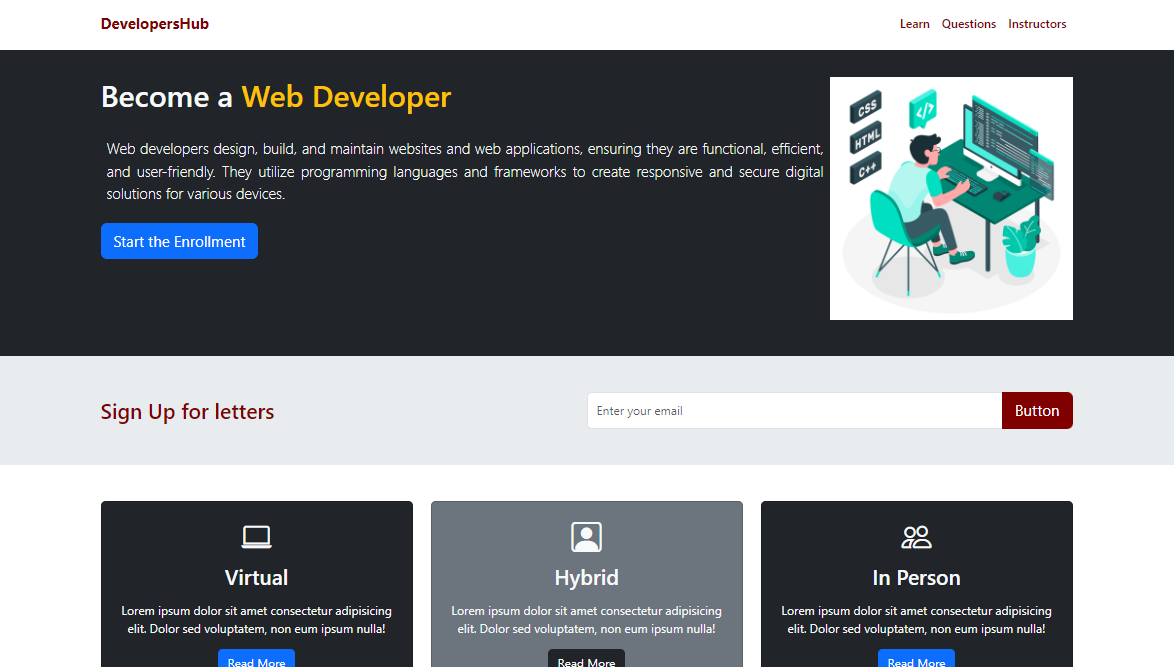 DevelopersHub
Learn Questions Instructors
Become a Web Developer
Web developers design, build, and maintain websites and web applications, ensuring they are functional, efficient,
and user-friendly. They utilize programming languages and frameworks to create responsive and secure digital
solutions for various devices.
Start the Enrollment
CSS
</>
HTML
C++
Sign Up for letters
Enter your email
Button
Virtual
Lorem ipsum dolor sit amet consectetur adipisicing
elit. Dolor sed voluptatem, non eum ipsum nulla!
Read More
Hybrid
Lorem ipsum dolor sit amet consectetur adipisicing
elit. Dolor sed voluptatem, non eum ipsum nulla!
Read More
In Person
Lorem ipsum dolor sit amet consectetur adipisicing
elit. Dolor sed voluptatem, non eum ipsum nulla!
Read More